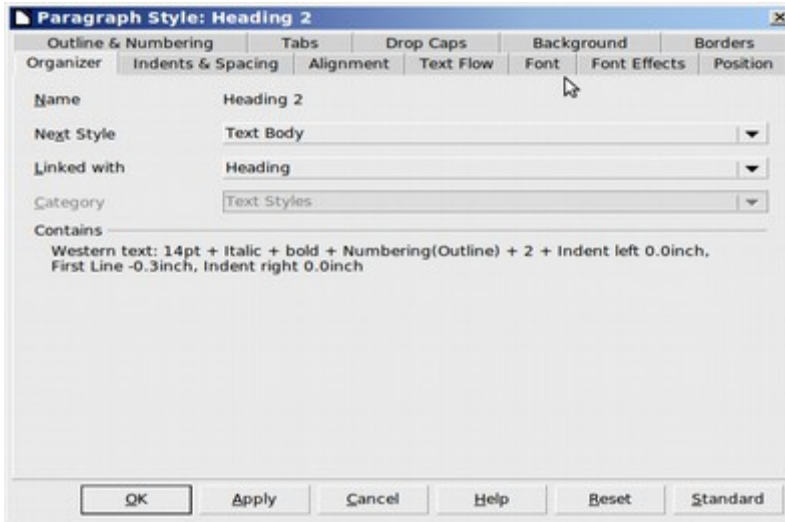 Paragraph Style: Heading 2
Outline & Numbering Tabs Drop Caps Background Borders
Organizer Indents & Spacing Alignment Text Flow Font Font Effects Position
Name Heading 2
Next Style Text Body
Linked with Heading
Category Text Styles
Contains
Western text: 14pt + Italic + bold + Numbering(Outline) + 2 + Indent left 0.0inch,
First Line -0.3inch, Indent right 0.0inch
OK Apply Cancel Help Reset Standard